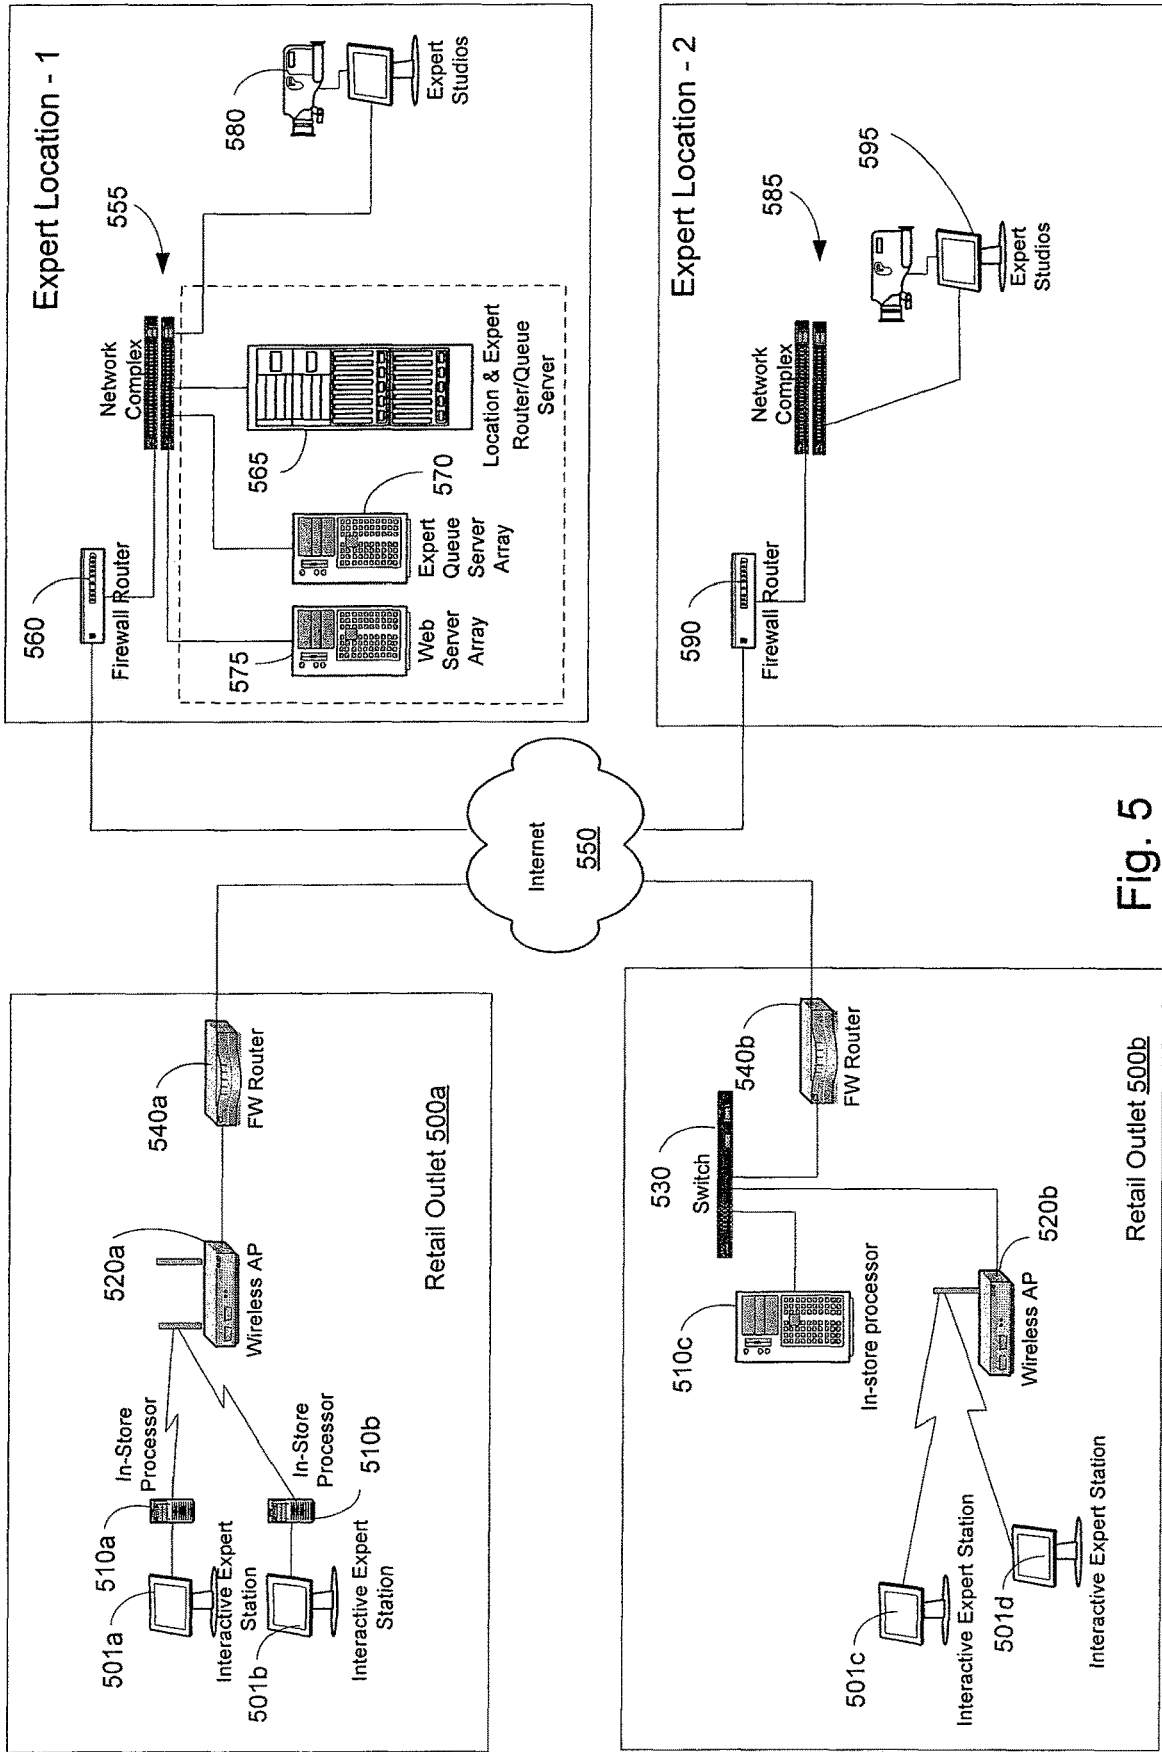 501a
510a
In-Store
Processor
Interactive Expert
Station
501b
In-Store
Processor
510b
Interactive Expert
Station
520a
Wireless AP
540a
FW Router
Retail Outlet 500a
501c
Interactive Expert Station
501d
Interactive Expert Station
510c
In-store processor
530
Switch
520b
Wireless AP
540b
FW Router
Retail Outlet 500b
Internet
550
Expert Location - 1
560
Firewall Router
Network
Complex
555
575
Web
Server
Array
570
Expert
Queue
Server
Array
565
Location & Expert
Router/Queue
Server
580
Expert
Studios
Expert Location - 2
590
Firewall Router
Network
Complex
585
595
Expert
Studios
Fig. 5